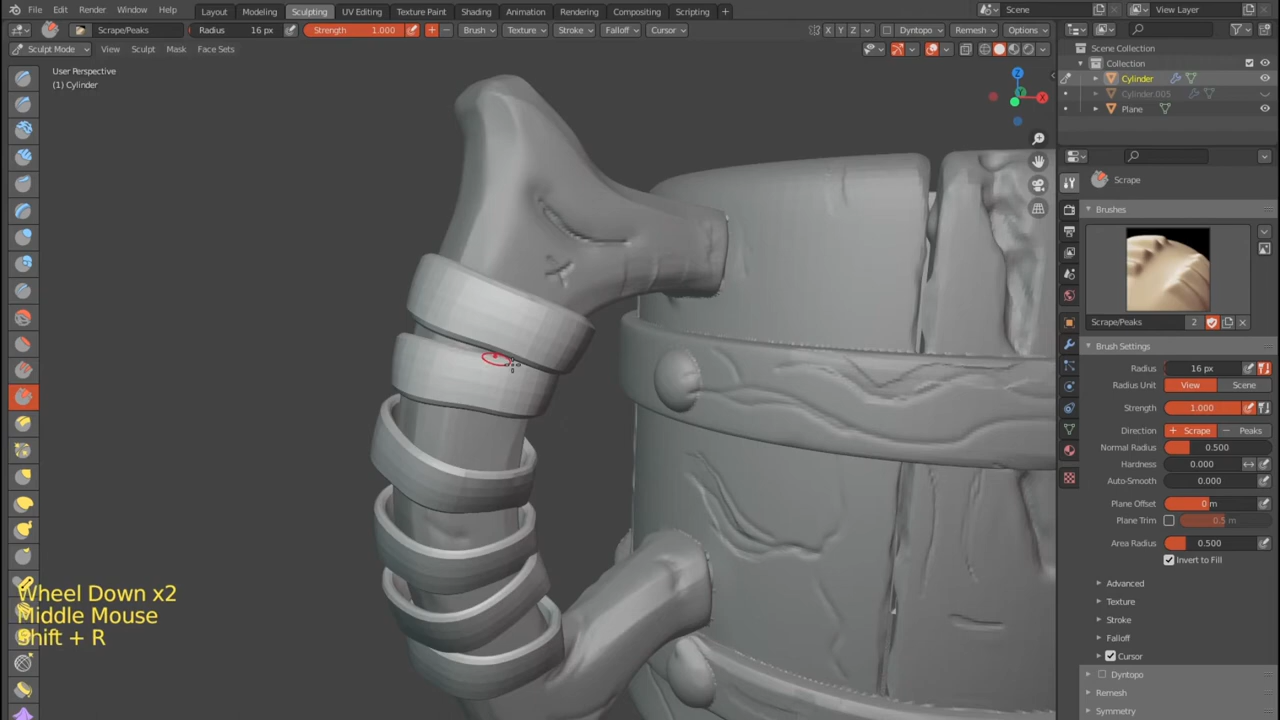 File Edit Render Window Help Layout Modeling Sculpting UV Editing Texture Paint Shading Animation Rendering Compositing Scripting + Scene View Layer
Scrape/Peaks Radius 16 px Strength 1.000 + - Brush Texture Stroke Falloff Cursor X Y Z Dyntopo Remesh Options
Sculpt Mode View Sculpt Mask Face Sets
User Perspective
(1) Cylinder
Z
Y
X
Scene Collection
Collection
Cylinder
Cylinder.005
Plane
Scrape
Brushes
Scrape/Peaks 2
Brush Settings
Radius 16 px
Radius Unit View Scene
Strength 1.000
Direction + Scrape - Peaks
Normal Radius 0.500
Hardness 0.000
Auto-Smooth 0.000
Plane Offset 0 m
Plane Trim 0.5 m
Area Radius 0.500
Invert to Fill
Advanced
Texture
Stroke
Falloff
Cursor
Dyntopo
Remesh
Symmetry
Wheel Down x2
Middle Mouse
Shift + R